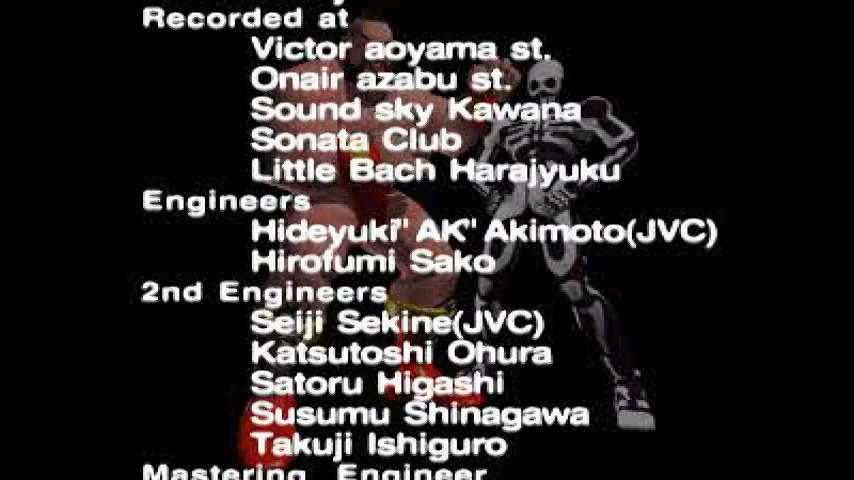 Recorded at
Victor aoyama st.
Onair azabu st.
Sound sky Kawana
Sonata Club
Little Bach Harajyuku
Engineers
Hideyuki"AK"Akimoto(JVC)
Hirofumi Sako
2nd Engineers
Seiji Sekine(JVC)
Katsutoshi Ohura
Satoru Higashi
Susumu Shinagawa
Takuji Ishiguro
Mastering Engineer